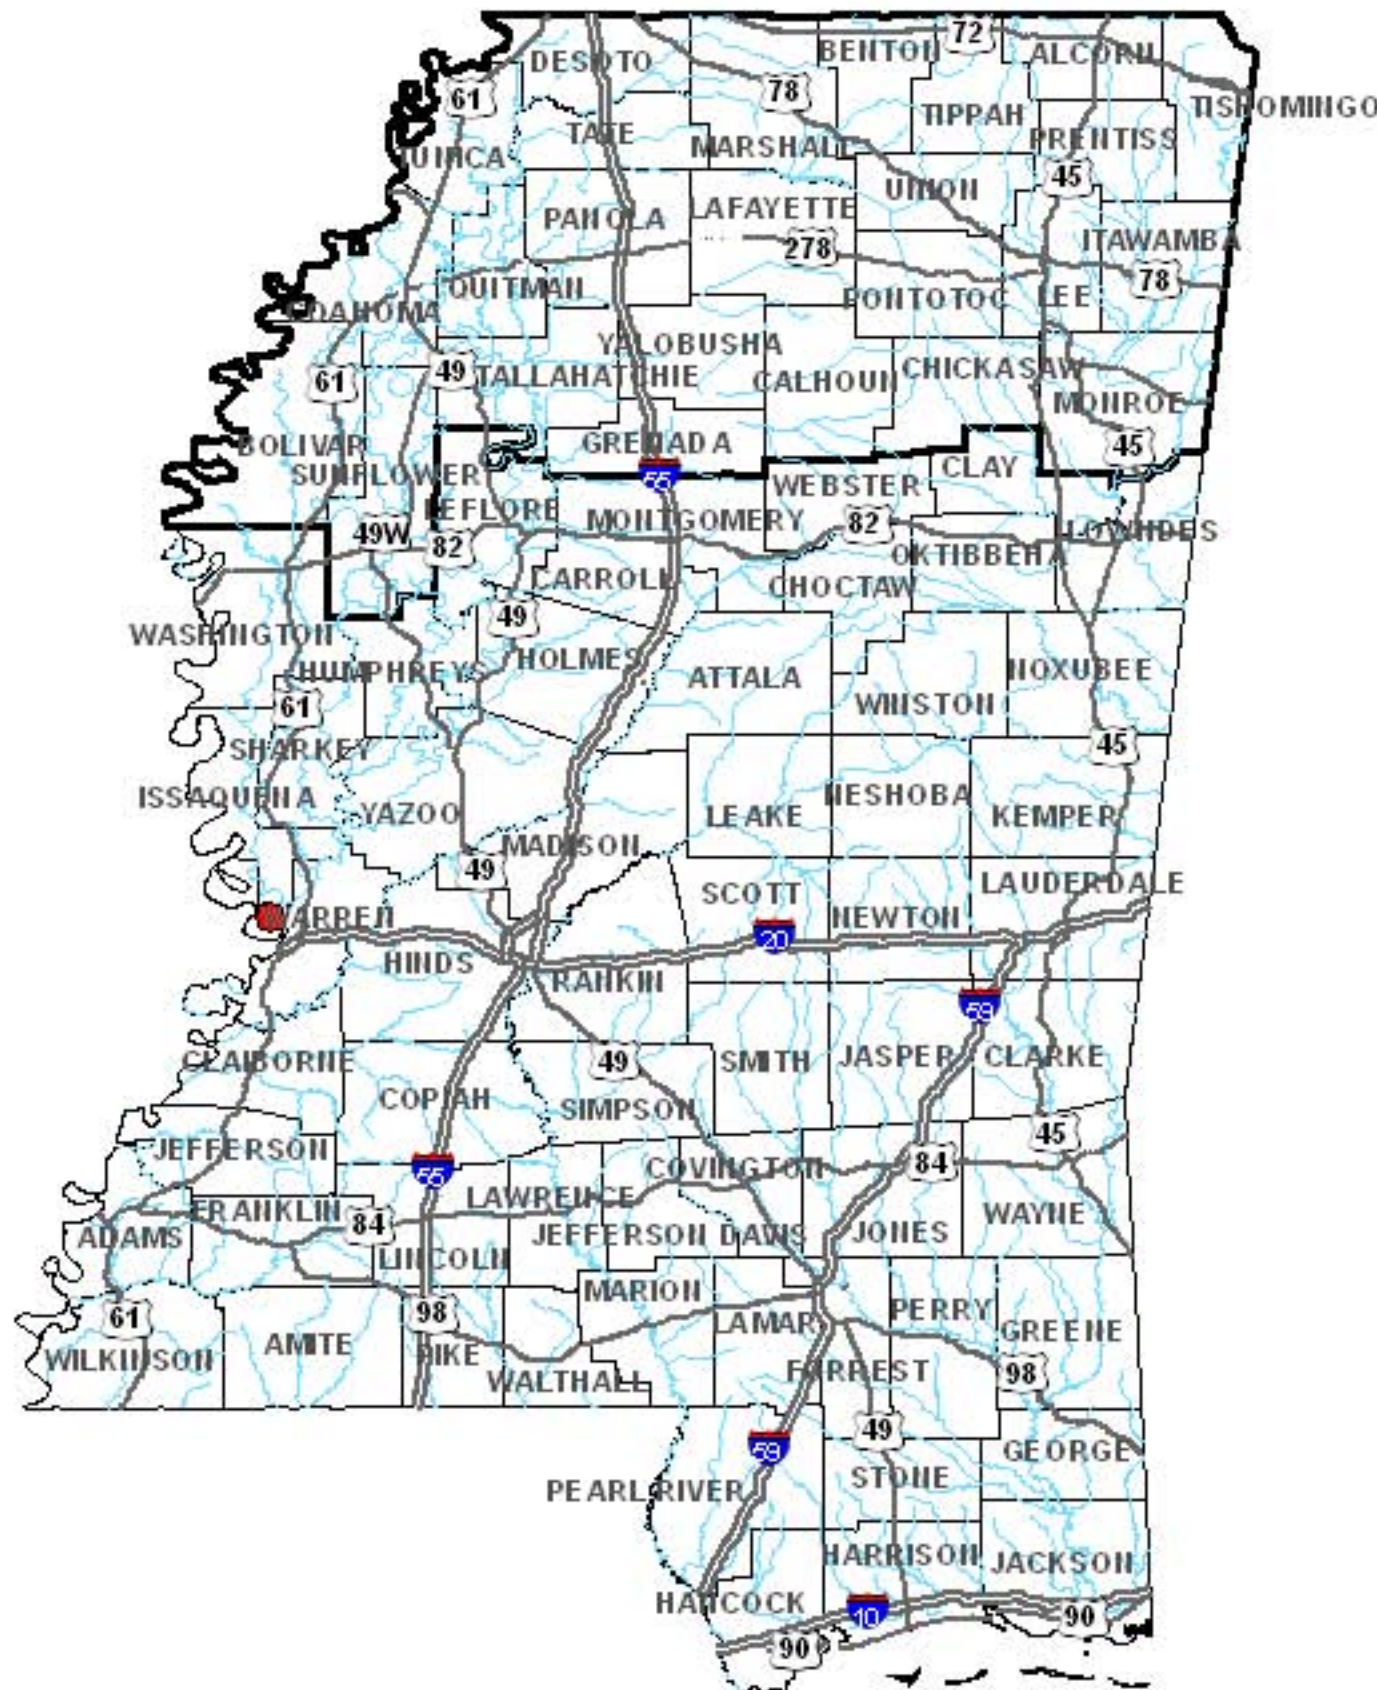 BENTON
72
ALCORN
DESOTO
61
78
TISHOMINGO
TIPPAH
TATE
PRENTISS
MARSHALL
TUNICA
45
UNION
LAFAYETTE
PANOLA
ITAWAMBA
278
78
QUITMAN
PONTOTOC
LEE
COAHOMA
YALOBUSHA
49
CHICKASAW
61
TALLAHATCHIE
CALHOUN
MONROE
BOLIVAR
GRENADA
45
SUNFLOWER
55
CLAY
WEBSTER
LEFLORE
MONTGOMERY
82
49W
LOWNDES
82
OKTIBBEHA
CARROLL
CHOCTAW
49
WASHINGTON
HOLMES
HUMPHREYS
ATTALA
NOXUBEE
WINSTON
61
SHARKEY
45
ISSAQUENA
NESHOBA
YAZOO
LEAKE
KEMPER
MADISON
49
LAUDERDALE
SCOTT
WARREN
NEWTON
20
HINDS
RANKIN
59
CLAIBORNE
49
SMITH
JASPER
CLARKE
COPIAH
SIMPSON
45
JEFFERSON
55
COVINGTON
84
LAWRENCE
FRANKLIN
84
WAYNE
ADAMS
JEFFERSON DAVIS
JONES
LINCOLN
MARION
61
98
LAMAR
PERRY
GREENE
WILKINSON
AMITE
PIKE
FORREST
98
WALTHALL
49
59
GEORGE
PEARL RIVER
STONE
HARRISON
JACKSON
HANCOCK
10
90
90